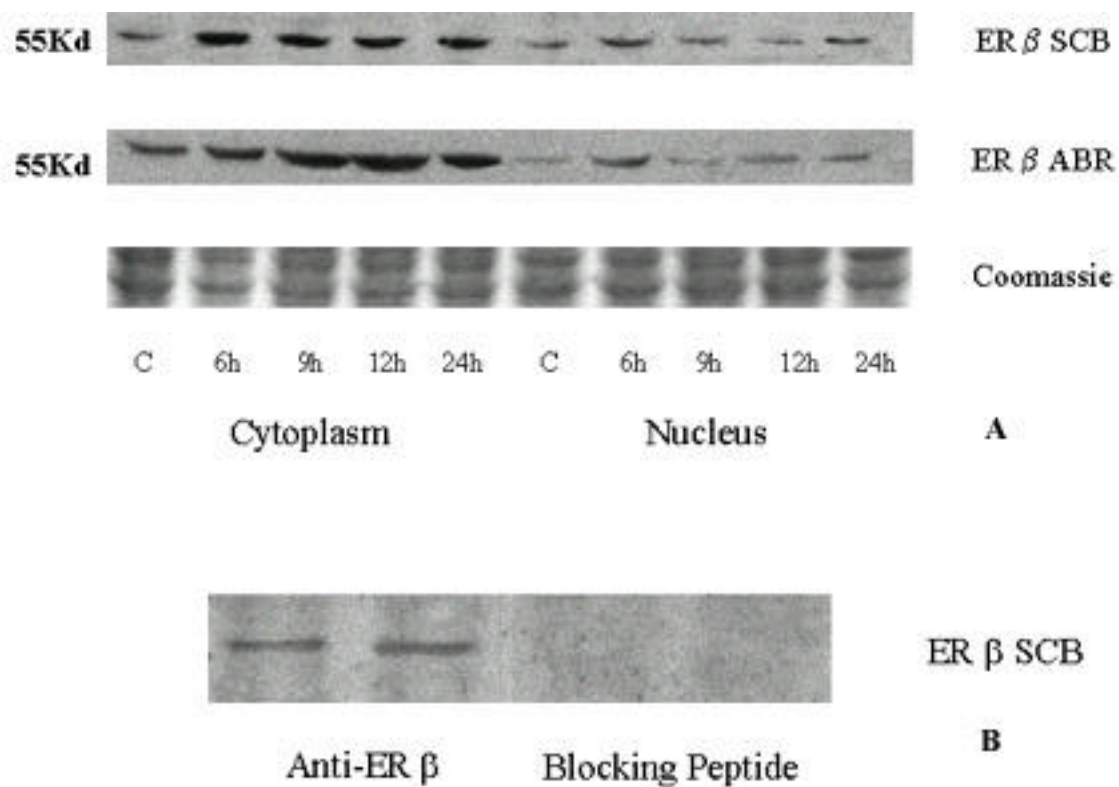 55Kd ER β SCB
55Kd ER β ABR
Coomassie
C 6h 9h 12h 24h C 6h 9h 12h 24h
Cytoplasm Nucleus A
ER β SCB
B
Anti-ER β Blocking Peptide